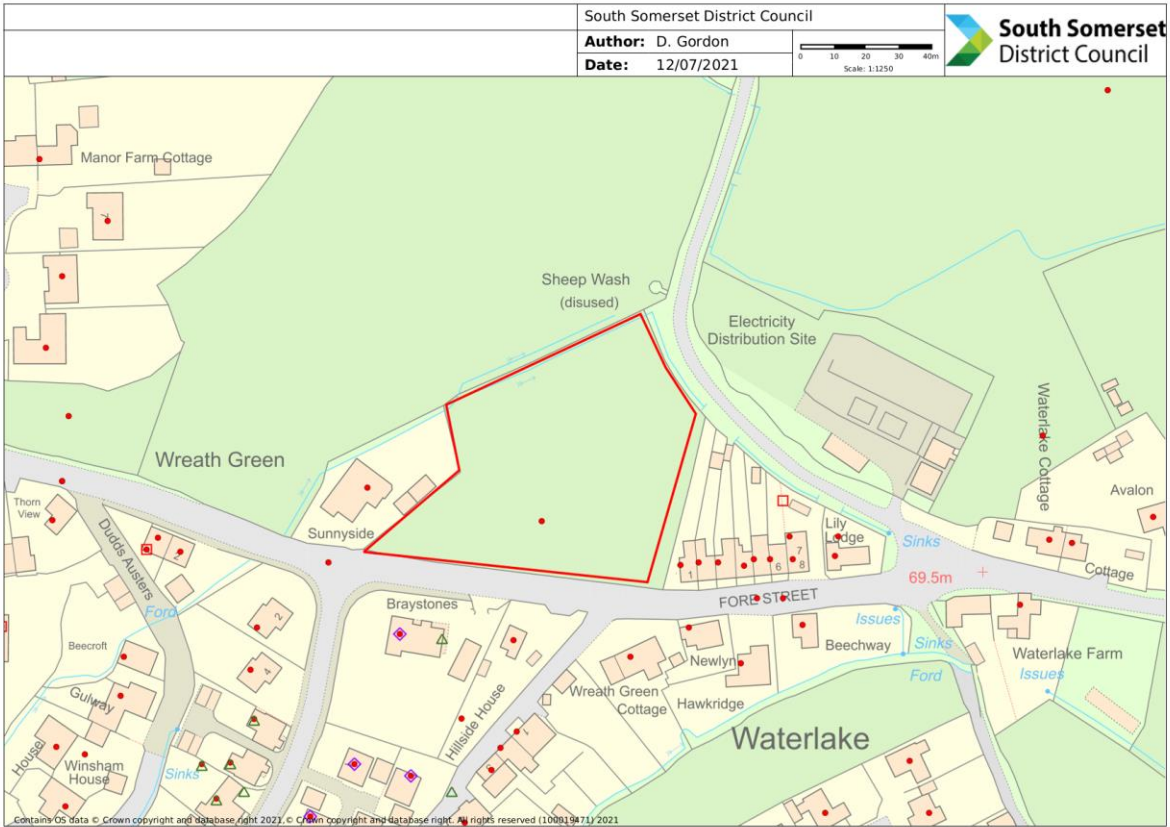 South Somerset District Council
Author: D. Gordon
Date: 12/07/2021
0 10 20 30 40m
Scale: 1:1250
South Somerset
District Council
Manor Farm Cottage
7
Sheep Wash
(disused)
Electricity
Distribution Site
Waterlake Cottage
Wreath Green
Avalon
Thorn
View
Sunnyside
Dudds Austers
2
Lily
Lodge
Sinks
1
6
7
8
69.5m
Cottage
FORE STREET
Ford
Braystones
2
Issues
Beechway
Sinks
Ford
Waterlake Farm
Issues
Beecroft
4
Newlyn
Gulway
Wreath Green
Cottage
Hawkridge
Hillside House
Waterlake
House
Winsham
House
Sinks
1
Contains OS data © Crown copyright and database right 2021, © Crown copyright and database right. All rights reserved (100019471) 2021